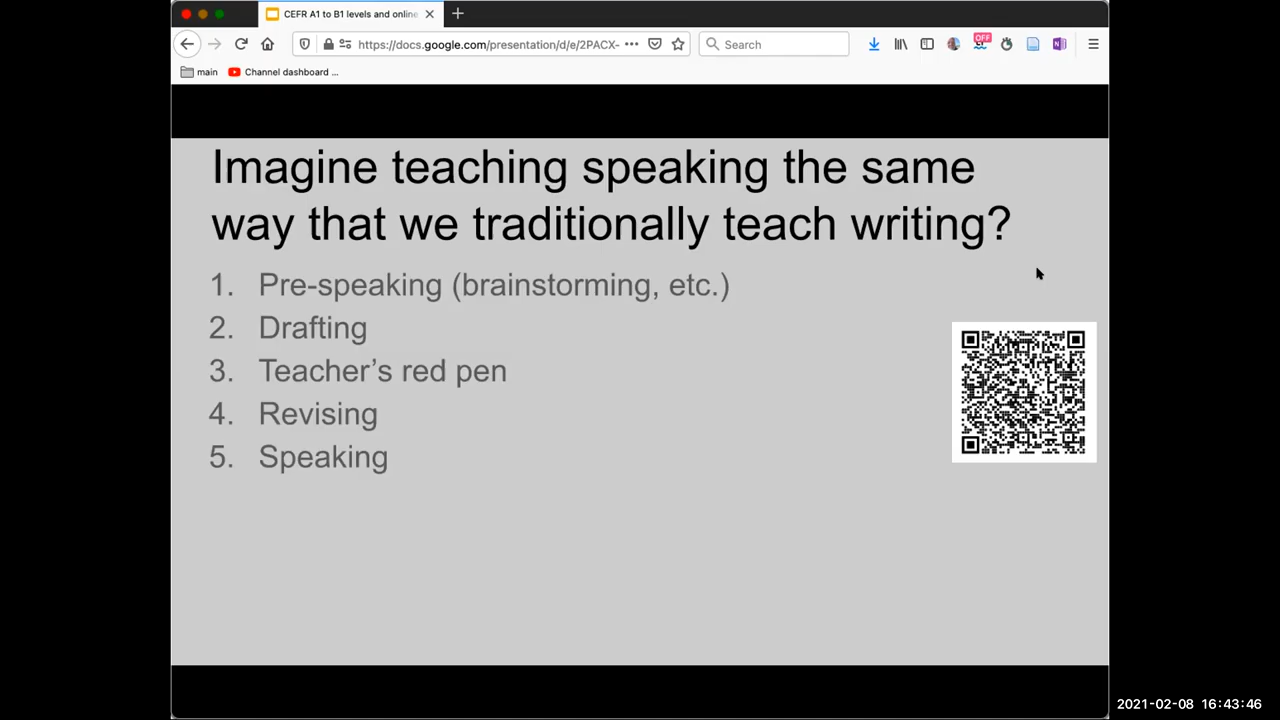 CEFR A1 to B1 levels and online
https://docs.google.com/presentation/d/e/2PACX-
Search
OFF
main
Channel dashboard ...
Imagine teaching speaking the same
way that we traditionally teach writing?
1. Pre-speaking (brainstorming, etc.)
2. Drafting
3. Teacher's red pen
4. Revising
5. Speaking
2021-02-08 16:43:46